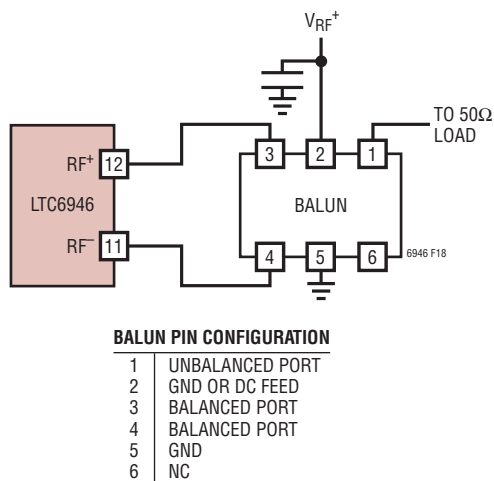 VRF+
TO 50Ω
LOAD
RF+ 12
3 2 1
LTC6946
BALUN
RF– 11
4 5 6
6946 F18
BALUN PIN CONFIGURATION
1 UNBALANCED PORT
2 GND OR DC FEED
3 BALANCED PORT
4 BALANCED PORT
5 GND
6 NC